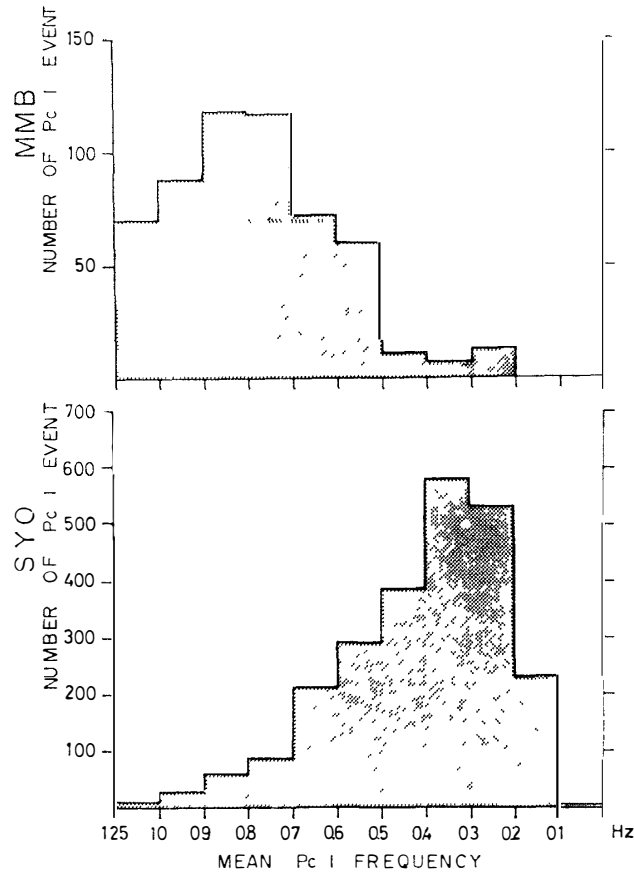 150
100
50
MMB
NUMBER OF Pc I EVENT
700
600
500
400
300
200
100
SYO
NUMBER OF Pc I EVENT
125 10 09 08 07 06 05 04 03 02 01 Hz
MEAN Pc I FREQUENCY